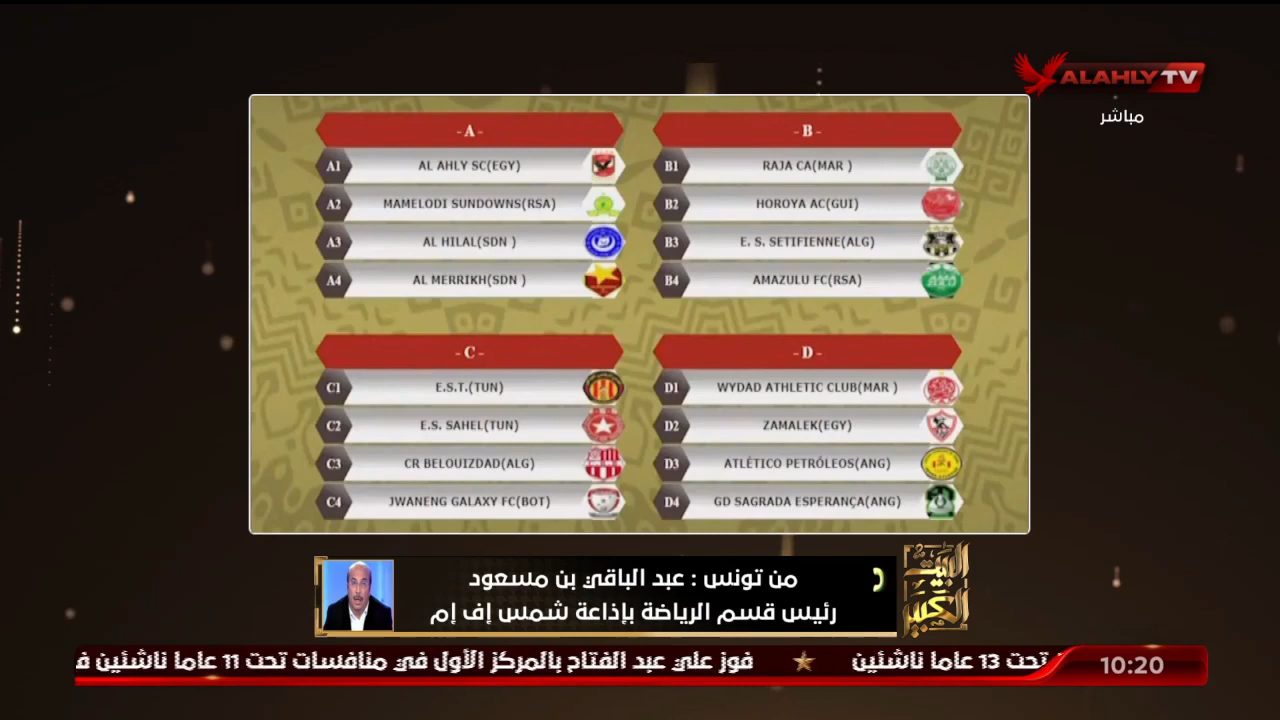 ALAHLY TV
مباشر
- A -
A1 AL AHLY SC(EGY)
A2 MAMELODI SUNDOWNS(RSA)
A3 AL HILAL(SDN )
A4 AL MERRIKH(SDN )
- B -
B1 RAJA CA(MAR )
B2 HOROYA AC(GUI)
B3 E. S. SETIFIENNE(ALG)
B4 AMAZULU FC(RSA)
- C -
C1 E.S.T.(TUN)
C2 E.S. SAHEL(TUN)
C3 CR BELOUIZDAD(ALG)
C4 JWANENG GALAXY FC(BOT)
- D -
D1 WYDAD ATHLETIC CLUB(MAR )
D2 ZAMALEK(EGY)
D3 ATLÉTICO PETRÓLEOS(ANG)
D4 GD SAGRADA ESPERANÇA(ANG)
البيت
الكبير
من تونس : عبد الباقي بن مسعود
رئيس قسم الرياضة بإذاعة شمس إف إم
تحت 13 عاما ناشئين
فوز علي عبد الفتاح بالمركز الأول في منافسات تحت 11 عاما ناشئين
10:20